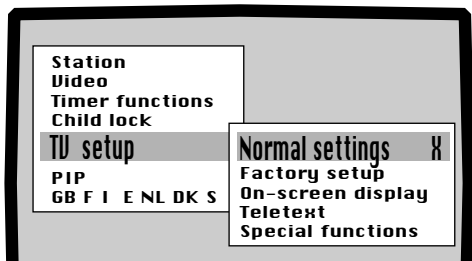 Station
Video
Timer functions
Child lock
TV setup
PIP
GB F I E NL DK S
Normal settings X
Factory setup
On-screen display
Teletext
Special functions